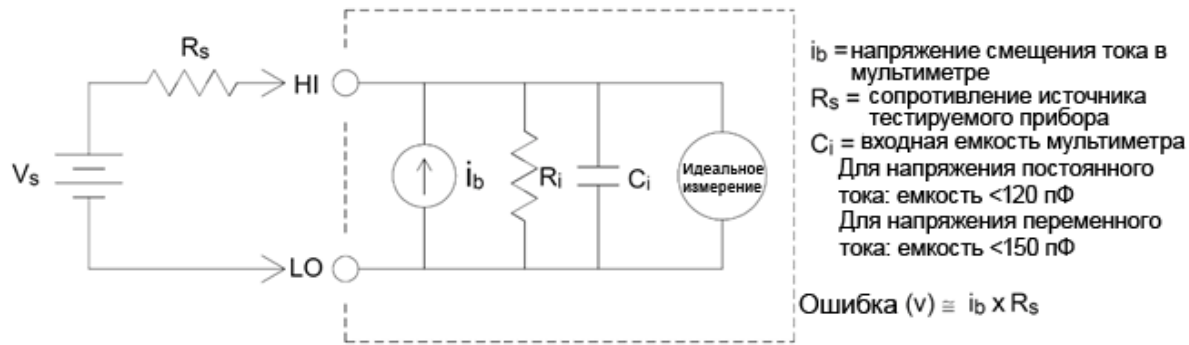 Rs
HI
Vs
ib
Ri
Ci
Идеальное
измерение
LO
ib = напряжение смещения тока в
мультиметре
Rs = сопротивление источника
тестируемого прибора
Ci = входная емкость мультиметра
Для напряжения постоянного
тока: емкость <120 пФ
Для напряжения переменного
тока: емкость <150 пФ
Ошибка (v) ≅ ib x Rs